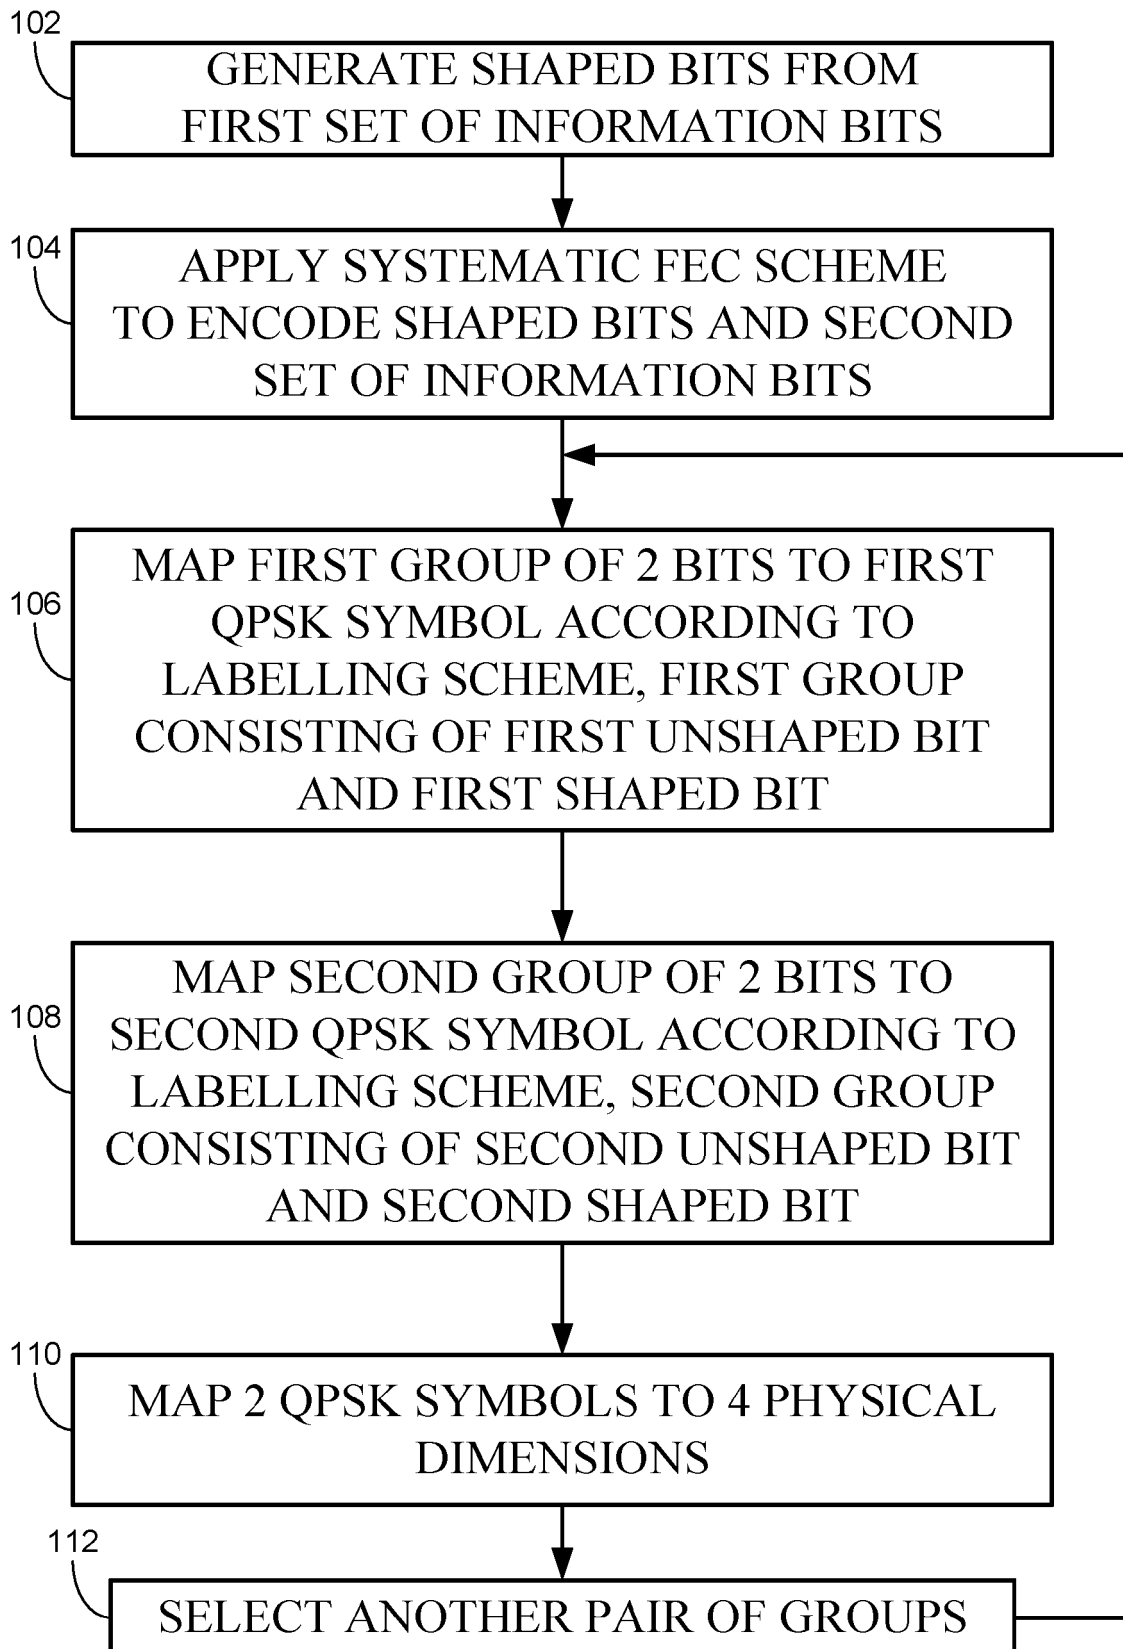 102
GENERATE SHAPED BITS FROM
FIRST SET OF INFORMATION BITS
104
APPLY SYSTEMATIC FEC SCHEME
TO ENCODE SHAPED BITS AND SECOND
SET OF INFORMATION BITS
106
MAP FIRST GROUP OF 2 BITS TO FIRST
QPSK SYMBOL ACCORDING TO
LABELLING SCHEME, FIRST GROUP
CONSISTING OF FIRST UNSHAPED BIT
AND FIRST SHAPED BIT
108
MAP SECOND GROUP OF 2 BITS TO
SECOND QPSK SYMBOL ACCORDING TO
LABELLING SCHEME, SECOND GROUP
CONSISTING OF SECOND UNSHAPED BIT
AND SECOND SHAPED BIT
110
MAP 2 QPSK SYMBOLS TO 4 PHYSICAL
DIMENSIONS
112
SELECT ANOTHER PAIR OF GROUPS